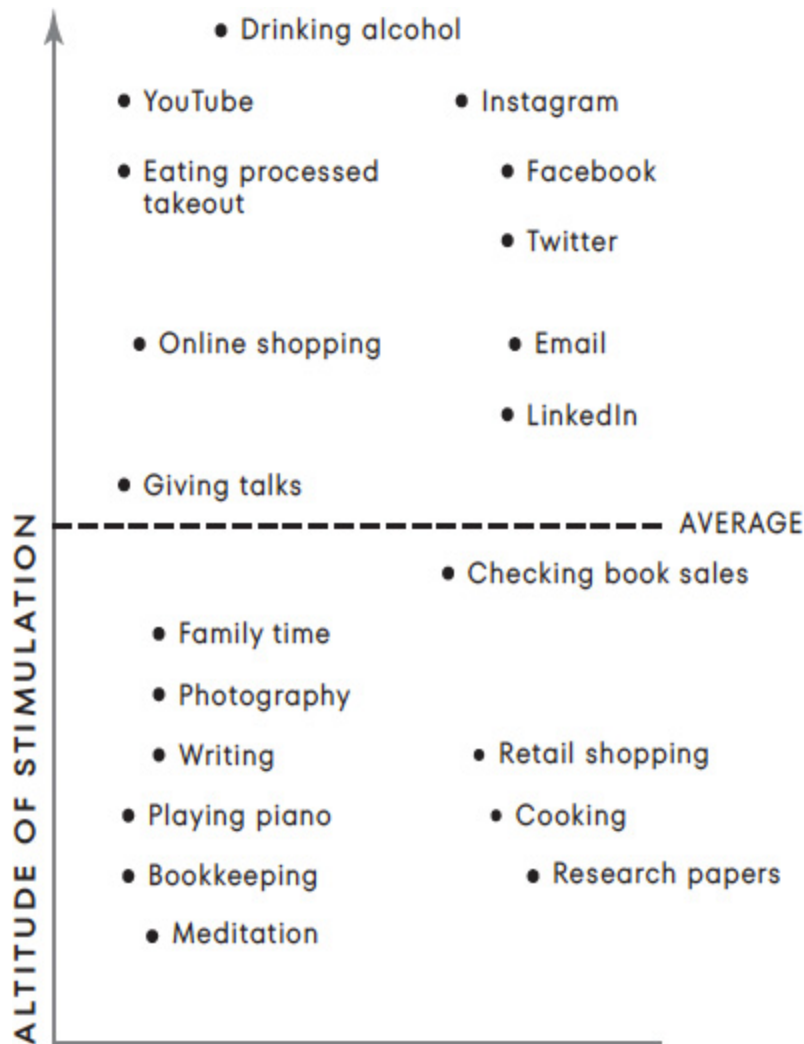 Drinking alcohol
YouTube
Instagram
Eating processed
takeout
Facebook
Twitter
Online shopping
Email
LinkedIn
Giving talks
AVERAGE
Checking book sales
Family time
Photography
Writing
Retail shopping
Playing piano
Cooking
Bookkeeping
Research papers
Meditation
ALTITUDE OF STIMULATION